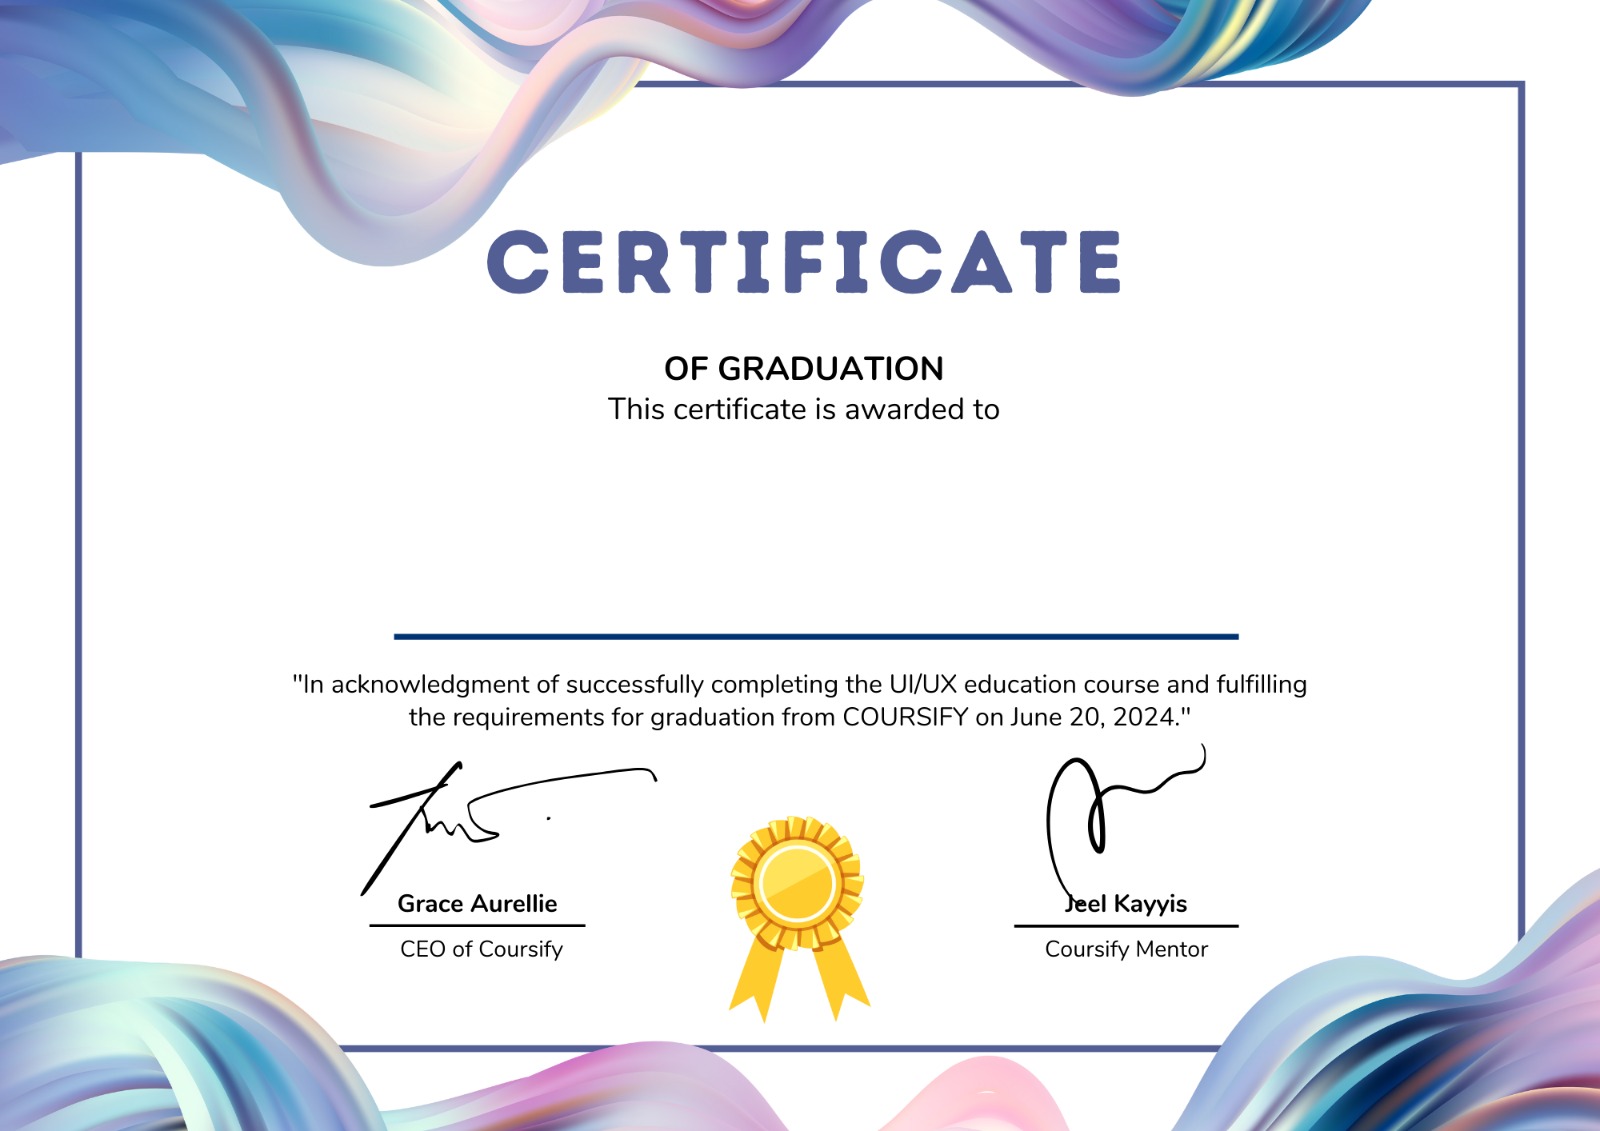 CERTIFICATE
OF GRADUATION
This certificate is awarded to
"In acknowledgment of successfully completing the UI/UX education course and fulfilling
the requirements for graduation from COURSIFY on June 20, 2024."
Grace Aurellie
CEO of Coursify
Jeel Kayyis
Coursify Mentor